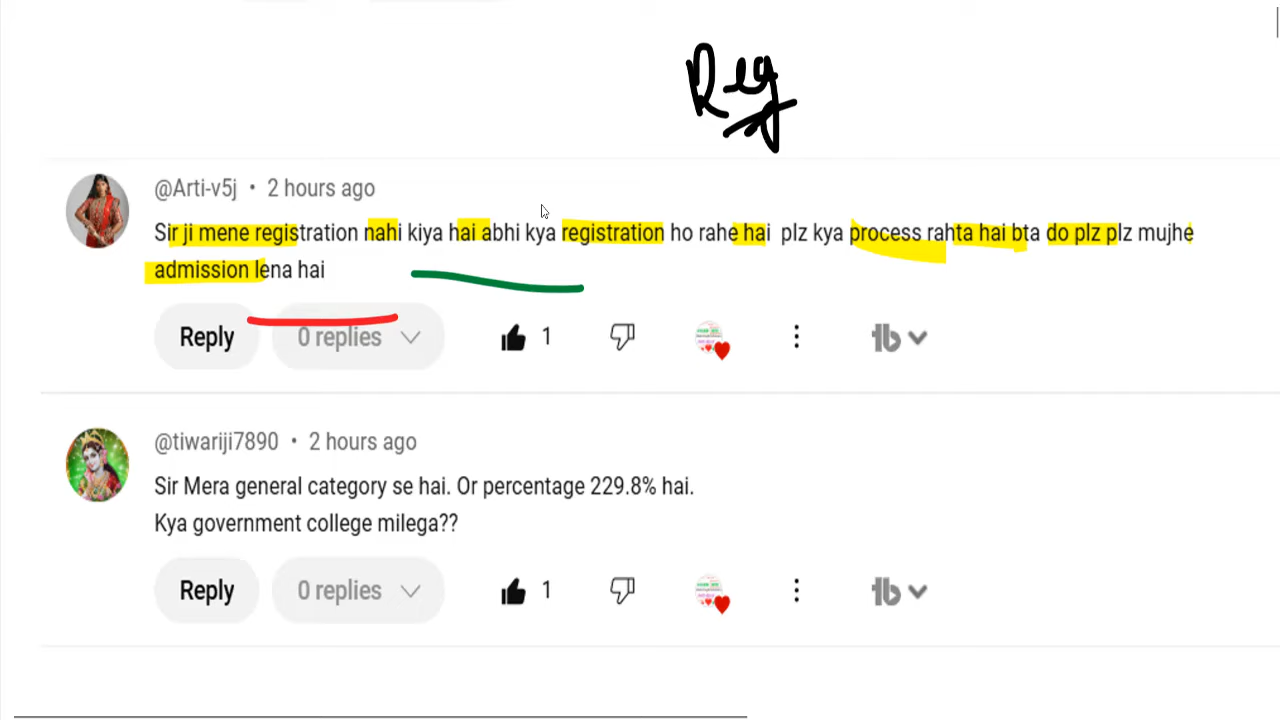 Reg
@Arti-v5j • 2 hours ago
Sir ji mene registration nahi kiya hai abhi kya registration ho rahe hai plz kya process rahta hai bta do plz plz mujhe
admission lena hai
Reply 0 replies 1
@tiwariji7890 • 2 hours ago
Sir Mera general category se hai. Or percentage 229.8% hai.
Kya government college milega??
Reply 0 replies 1